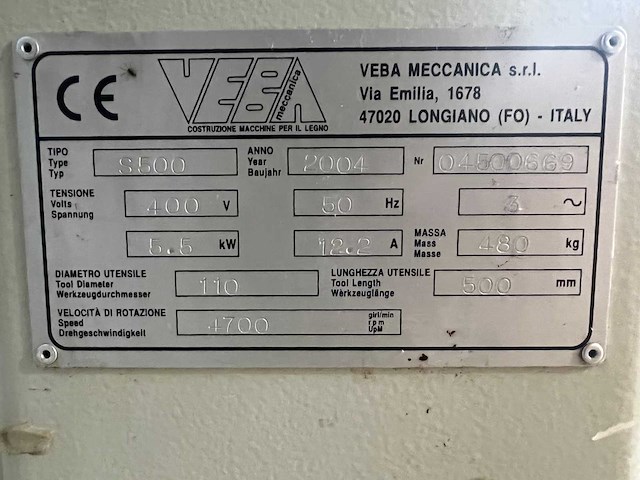 CE
VEBA
meccanica
COSTRUZIONE MACCHINE PER IL LEGNO
VEBA MECCANICA s.r.l.
Via Emilia, 1678
47020 LONGIANO (FO) - ITALY
TIPO
Type
Typ
S500
ANNO
Year
Baujahr
2004
Nr
04500669
TENSIONE
Volts
Spannung
400 V
50 Hz
3 ~
5.5 kW
12.2 A
MASSA
Mass
Masse
480 kg
DIAMETRO UTENSILE
Tool Diameter
Werkzeugdurchmesser
110
LUNGHEZZA UTENSILE
Tool Length
Werkzeuglänge
500 mm
VELOCITÀ DI ROTAZIONE
Speed
Drehgeschwindigkeit
4700
giri/min
rpm
UpM